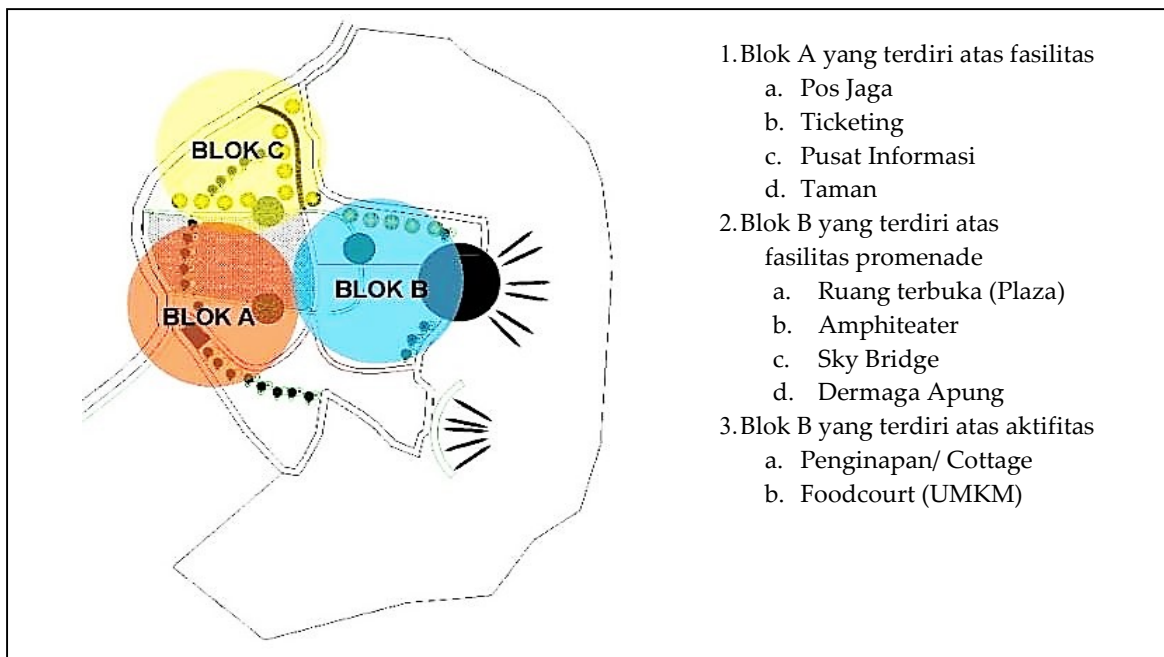 BLOK C
BLOK B
BLOK A
1.Blok A yang terdiri atas fasilitas
a. Pos Jaga
b. Ticketing
c. Pusat Informasi
d. Taman
2.Blok B yang terdiri atas
fasilitas promenade
a. Ruang terbuka (Plaza)
b. Amphiteater
c. Sky Bridge
d. Dermaga Apung
3.Blok B yang terdiri atas aktifitas
a. Penginapan/ Cottage
b. Foodcourt (UMKM)